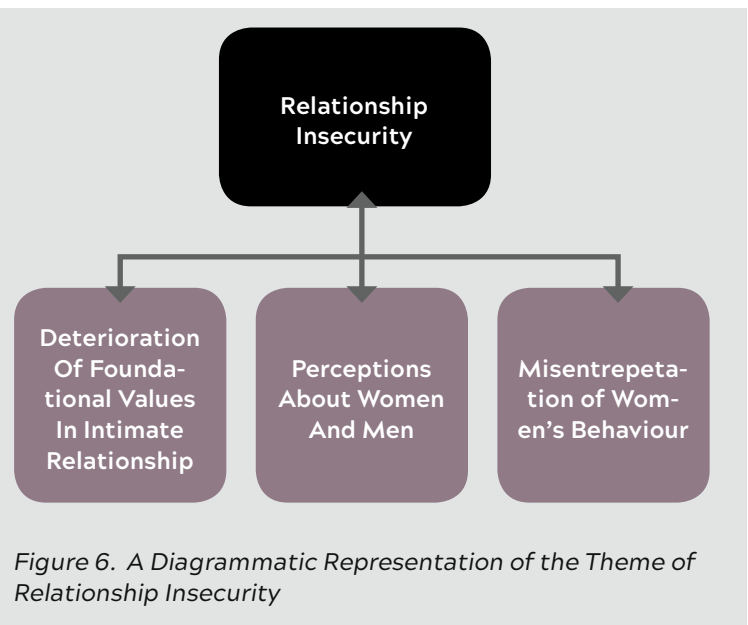 Relationship
Insecurity
Deterioration
Of Founda-
tional Values
In Intimate
Relationship
Perceptions
About Women
And Men
Misentrepeta-
tion of Wom-
en's Behaviour
Figure 6. A Diagrammatic Representation of the Theme of
Relationship Insecurity